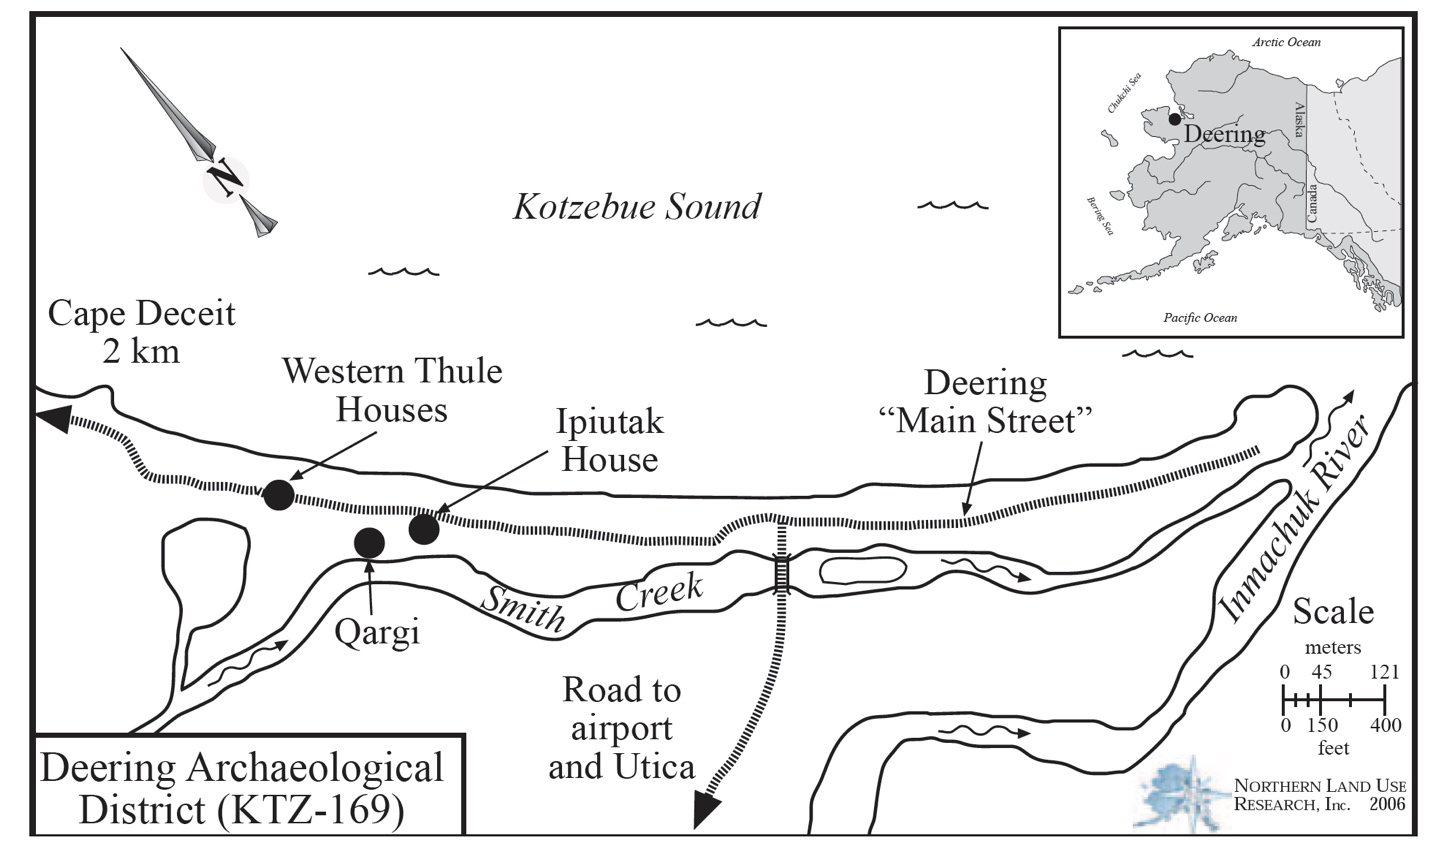 Arctic Ocean
Chukchi Sea
Alaska
Deering
Canada
Bering Sea
Pacific Ocean
N
Kotzebue Sound
Cape Deceit
2 km
Western Thule
Houses
Ipiutak
House
Deering
“Main Street”
Inmachuk River
Smith
Creek
Qargi
Road to
airport
and Utica
Scale
meters
0 45 121
0 150 400
feet
Deering Archaeological
District (KTZ-169)
NORTHERN LAND USE
RESEARCH, Inc. 2006